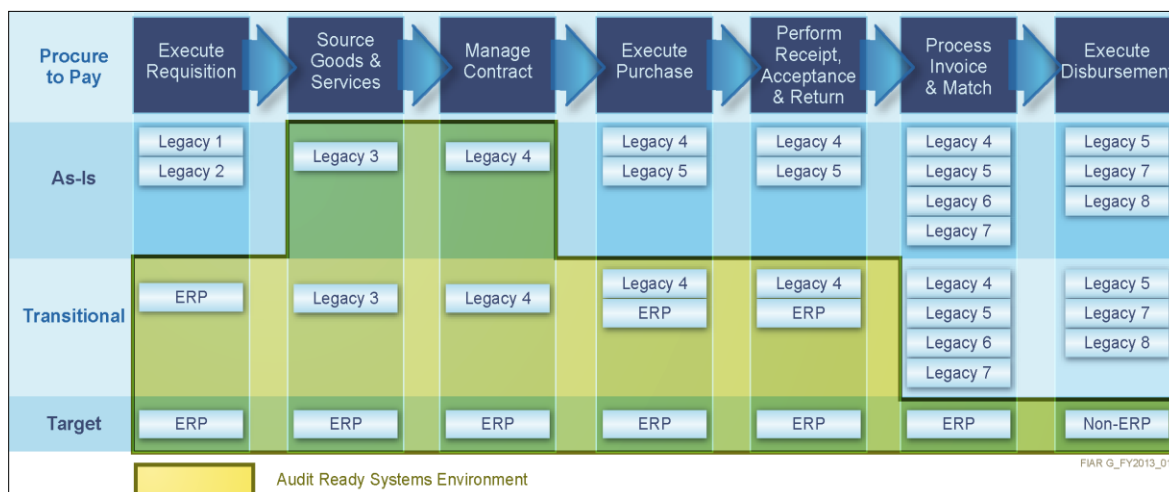 Procure
to Pay
Execute
Requisition
Source
Goods &
Services
Manage
Contract
Execute
Purchase
Perform
Receipt,
Acceptance
& Return
Process
Invoice
& Match
Execute
Disbursement
As-Is
Legacy 1
Legacy 2
Legacy 3
Legacy 4
Legacy 4
Legacy 5
Legacy 4
Legacy 5
Legacy 4
Legacy 5
Legacy 6
Legacy 7
Legacy 5
Legacy 7
Legacy 8
Transitional
ERP
Legacy 3
Legacy 4
Legacy 4
ERP
Legacy 4
ERP
Legacy 4
Legacy 5
Legacy 6
Legacy 7
Legacy 5
Legacy 7
Legacy 8
Target
ERP
ERP
ERP
ERP
ERP
ERP
Non-ERP
Audit Ready Systems Environment